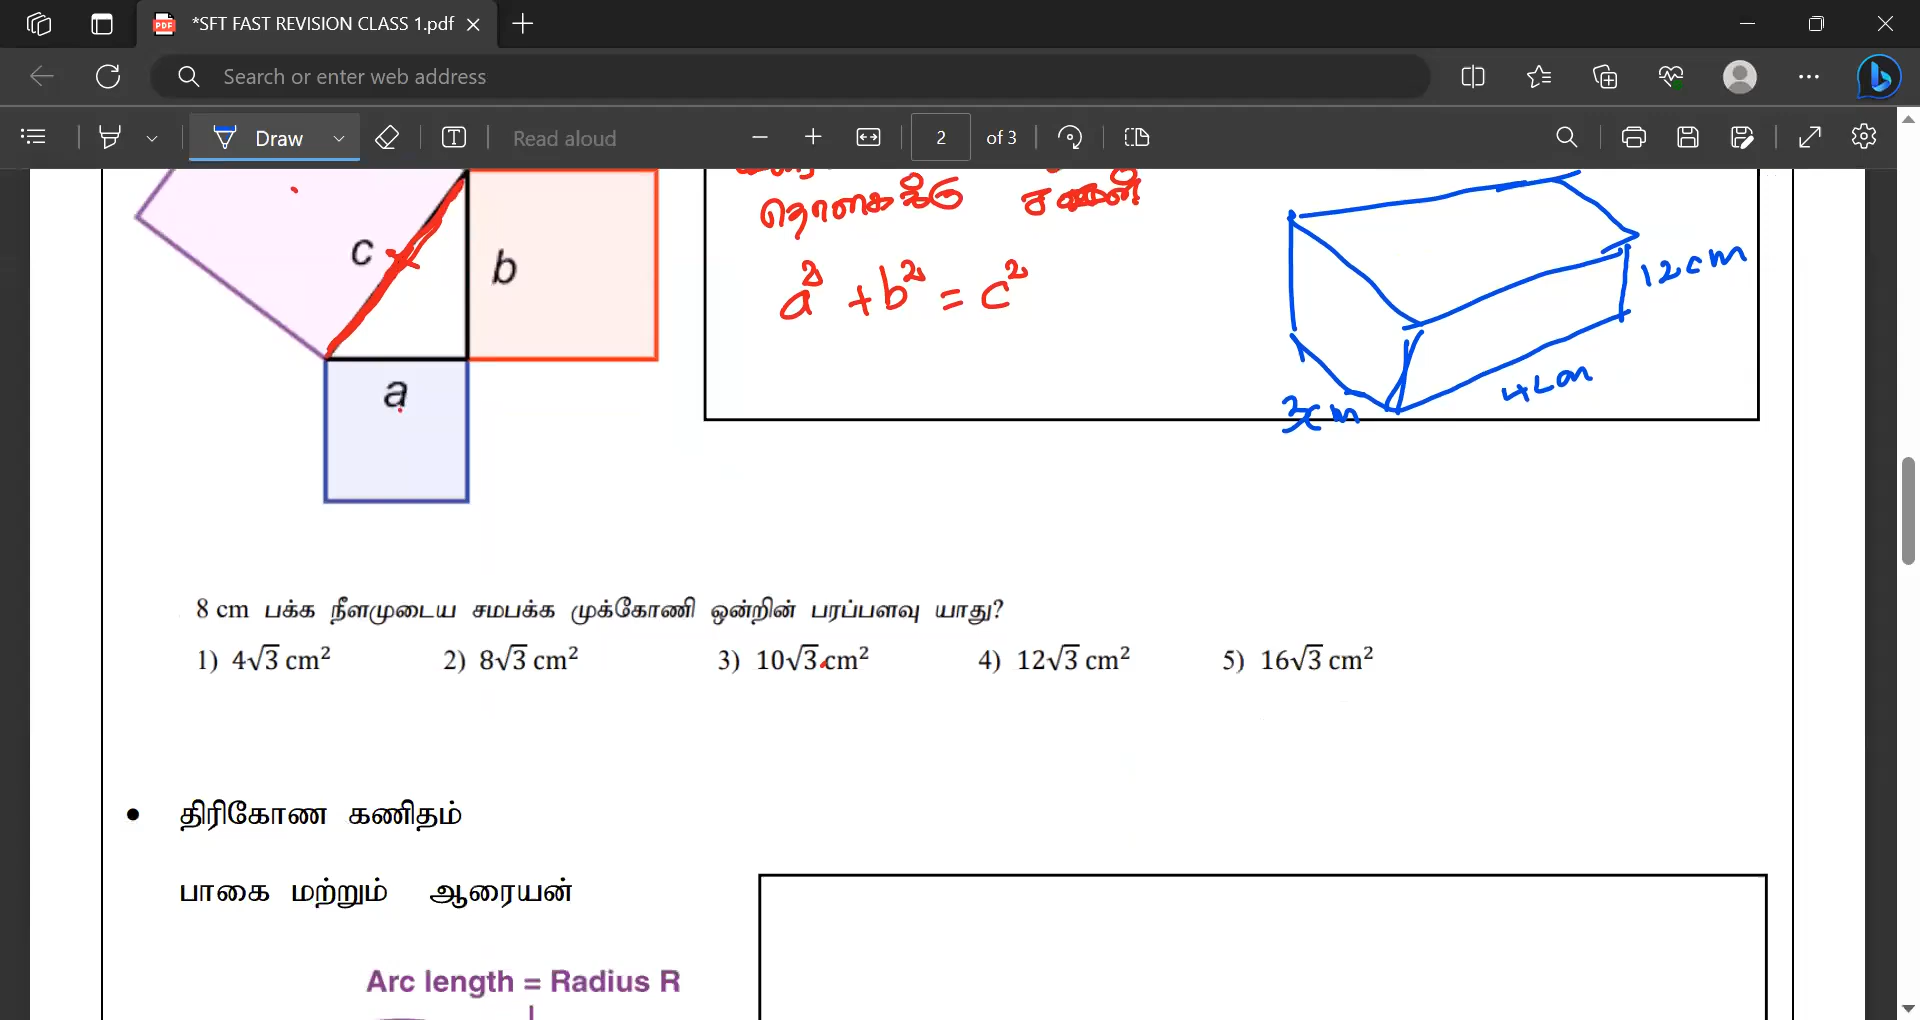 *SFT FAST REVISION CLASS 1.pdf
Search or enter web address
Draw
Read aloud
2 of 3
தொகைக்கு
a² + b² = c²
c
b
a
12cm
4cm
3cm
8 cm பக்க நீளமுடைய சமபக்க முக்கோணி ஒன்றின் பரப்பளவு யாது?
1) 4√3 cm² 2) 8√3 cm² 3) 10√3 cm² 4) 12√3 cm² 5) 16√3 cm²
• திரிகோண கணிதம்
பாகை மற்றும் ஆரையன்
Arc length = Radius R